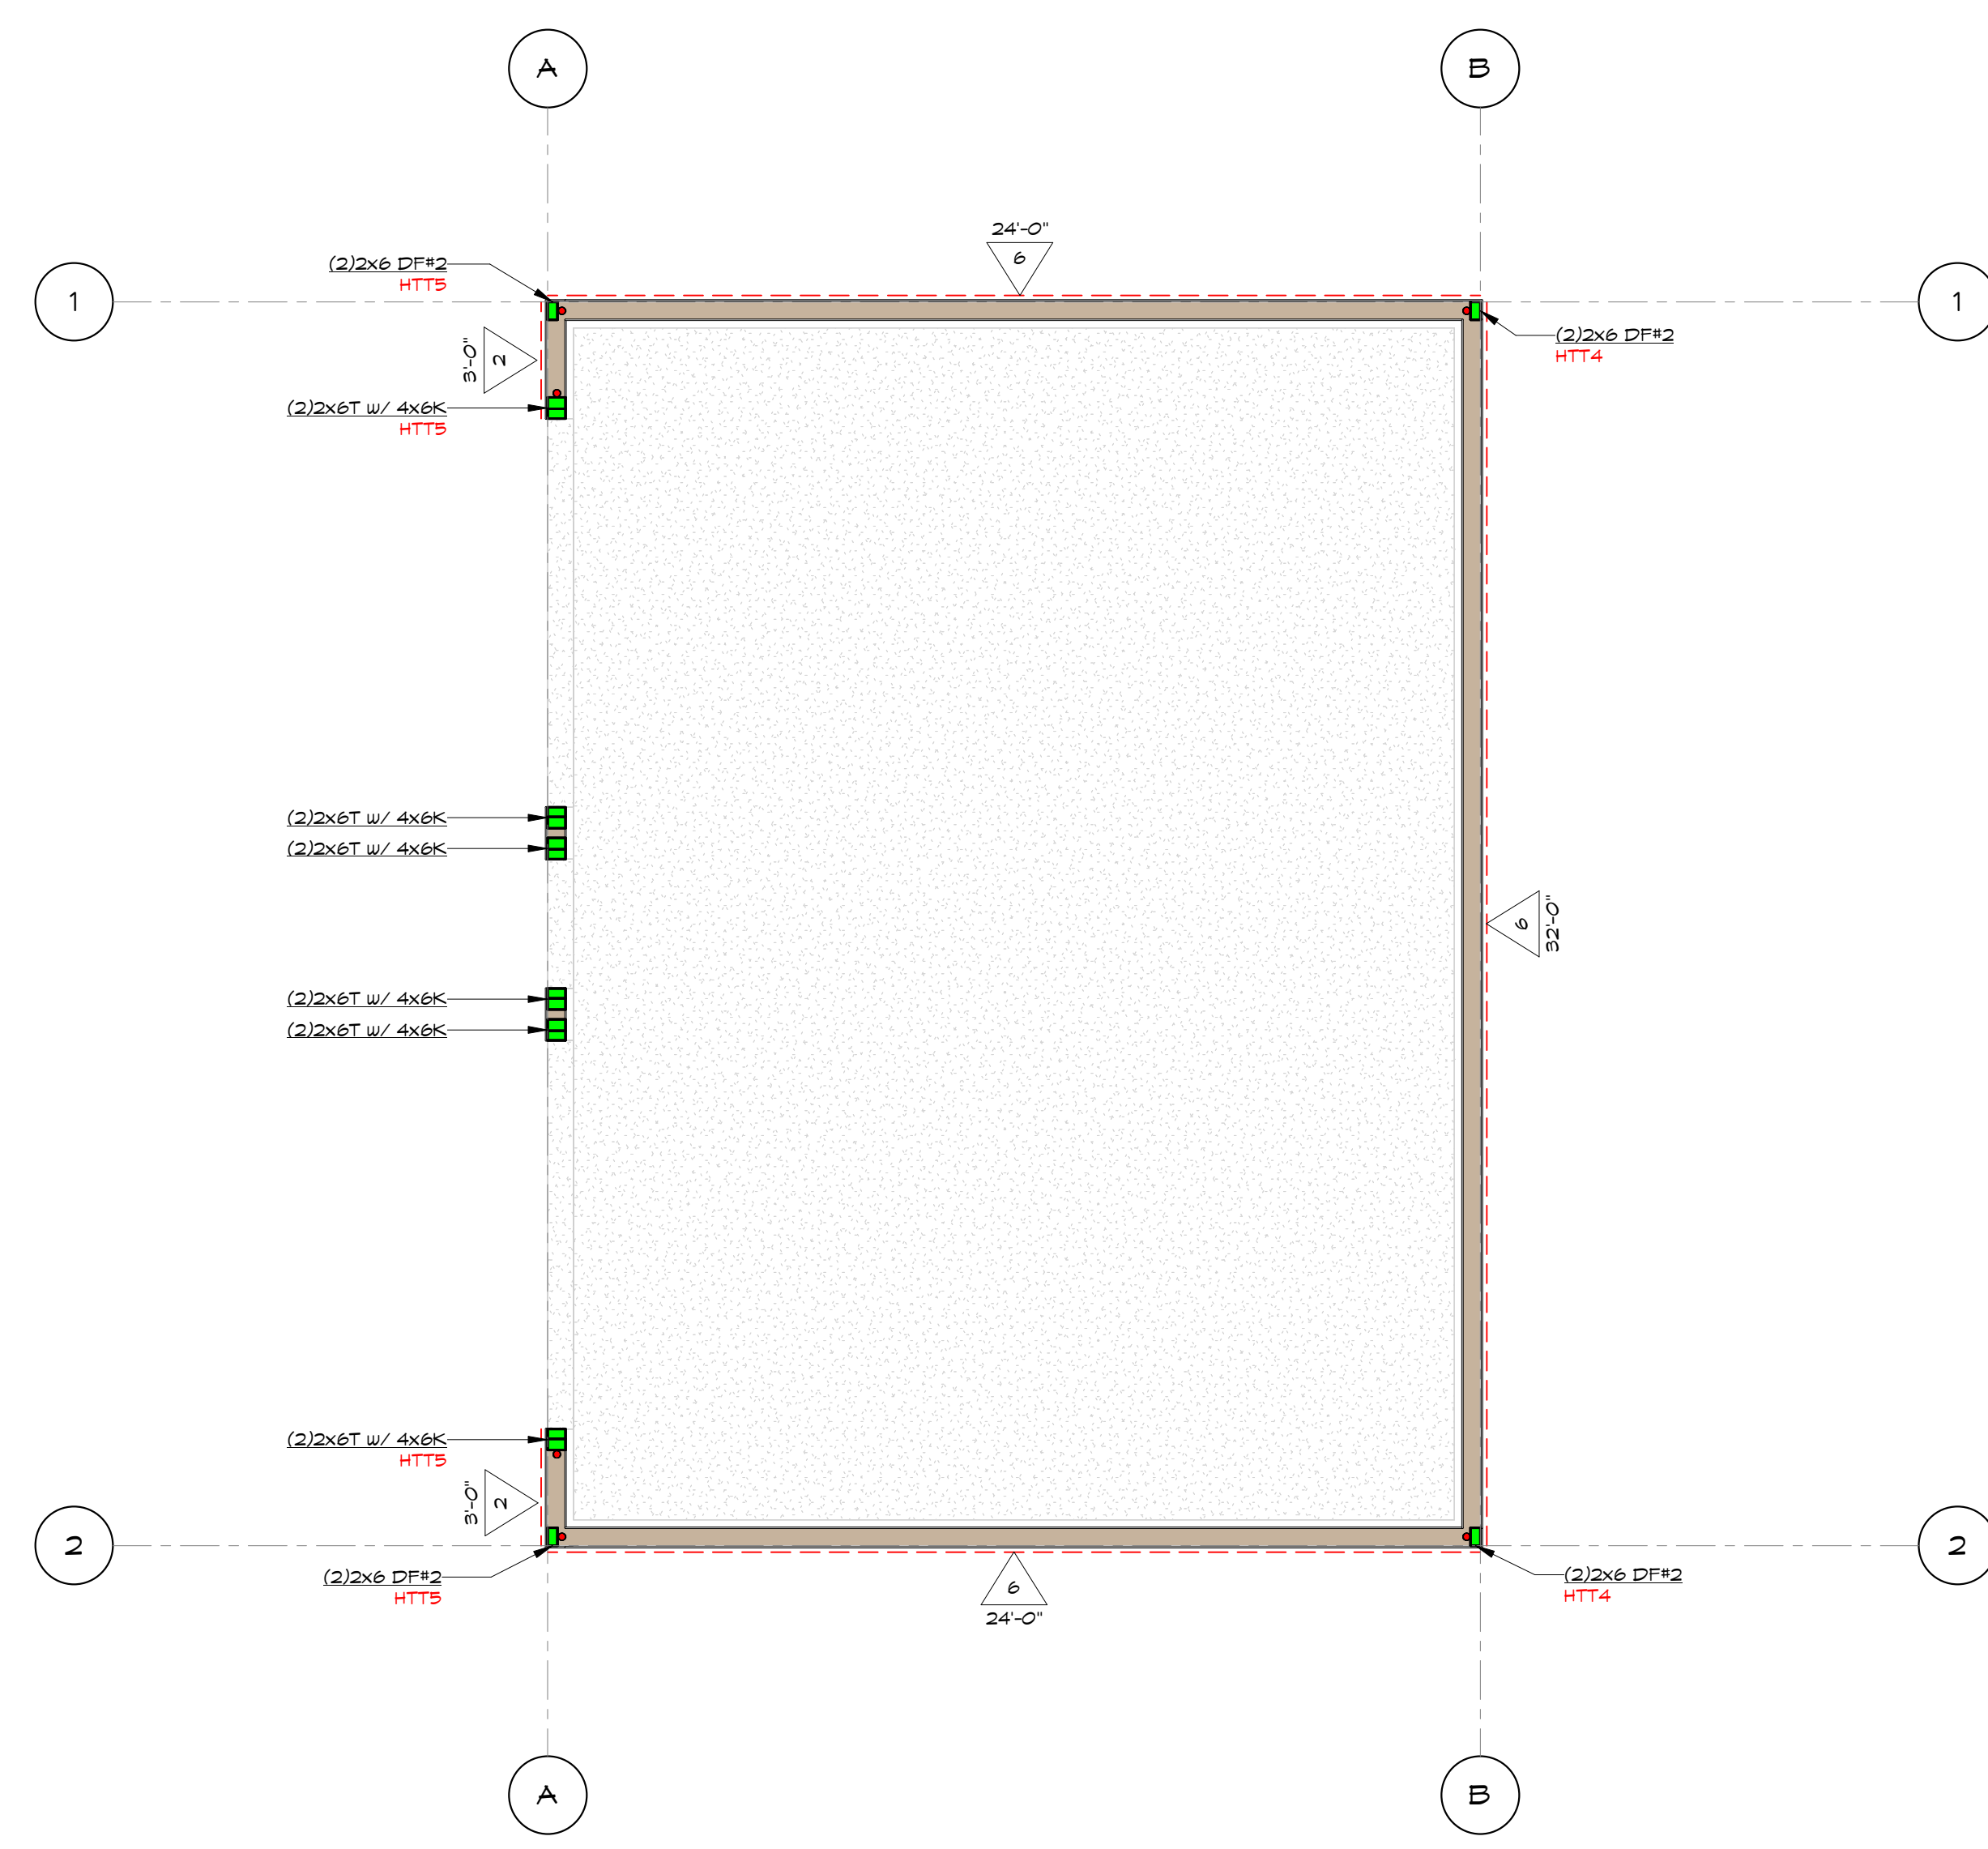 A
B
24'-0"
6
(2)2x6 DF#2
HTT5
1
1
3'-0"
2
(2)2x6 DF#2
HTT4
(2)2x6T w/ 4x6K
HTT5
(2)2x6T w/ 4x6K
(2)2x6T w/ 4x6K
6
32'-0"
(2)2x6T w/ 4x6K
(2)2x6T w/ 4x6K
(2)2x6T w/ 4x6K
HTT5
3'-0"
2
2
2
(2)2x6 DF#2
HTT5
6
24'-0"
(2)2x6 DF#2
HTT4
A
B